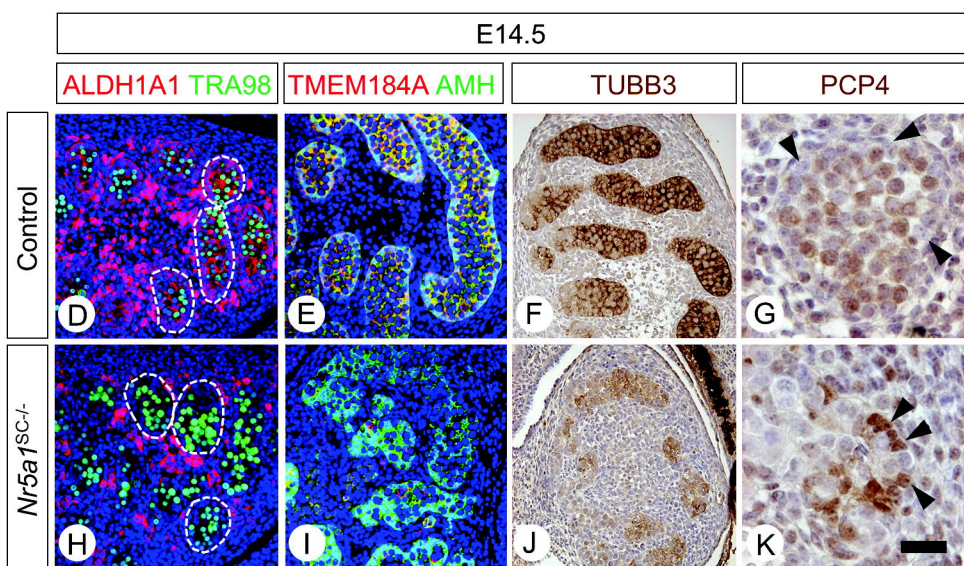 E14.5
ALDH1A1 TRA98 TMEM184A AMH TUBB3 PCP4
Control
D E F G
Nr5a1SC-/-
H I J K